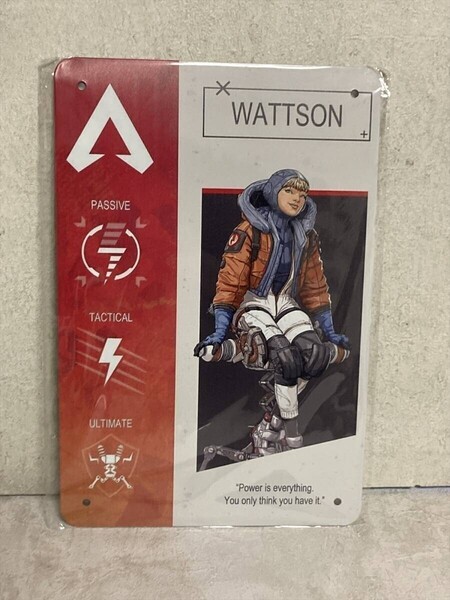 WATTSON
PASSIVE
TACTICAL
ULTIMATE
"Power is everything.
You only think you have it."